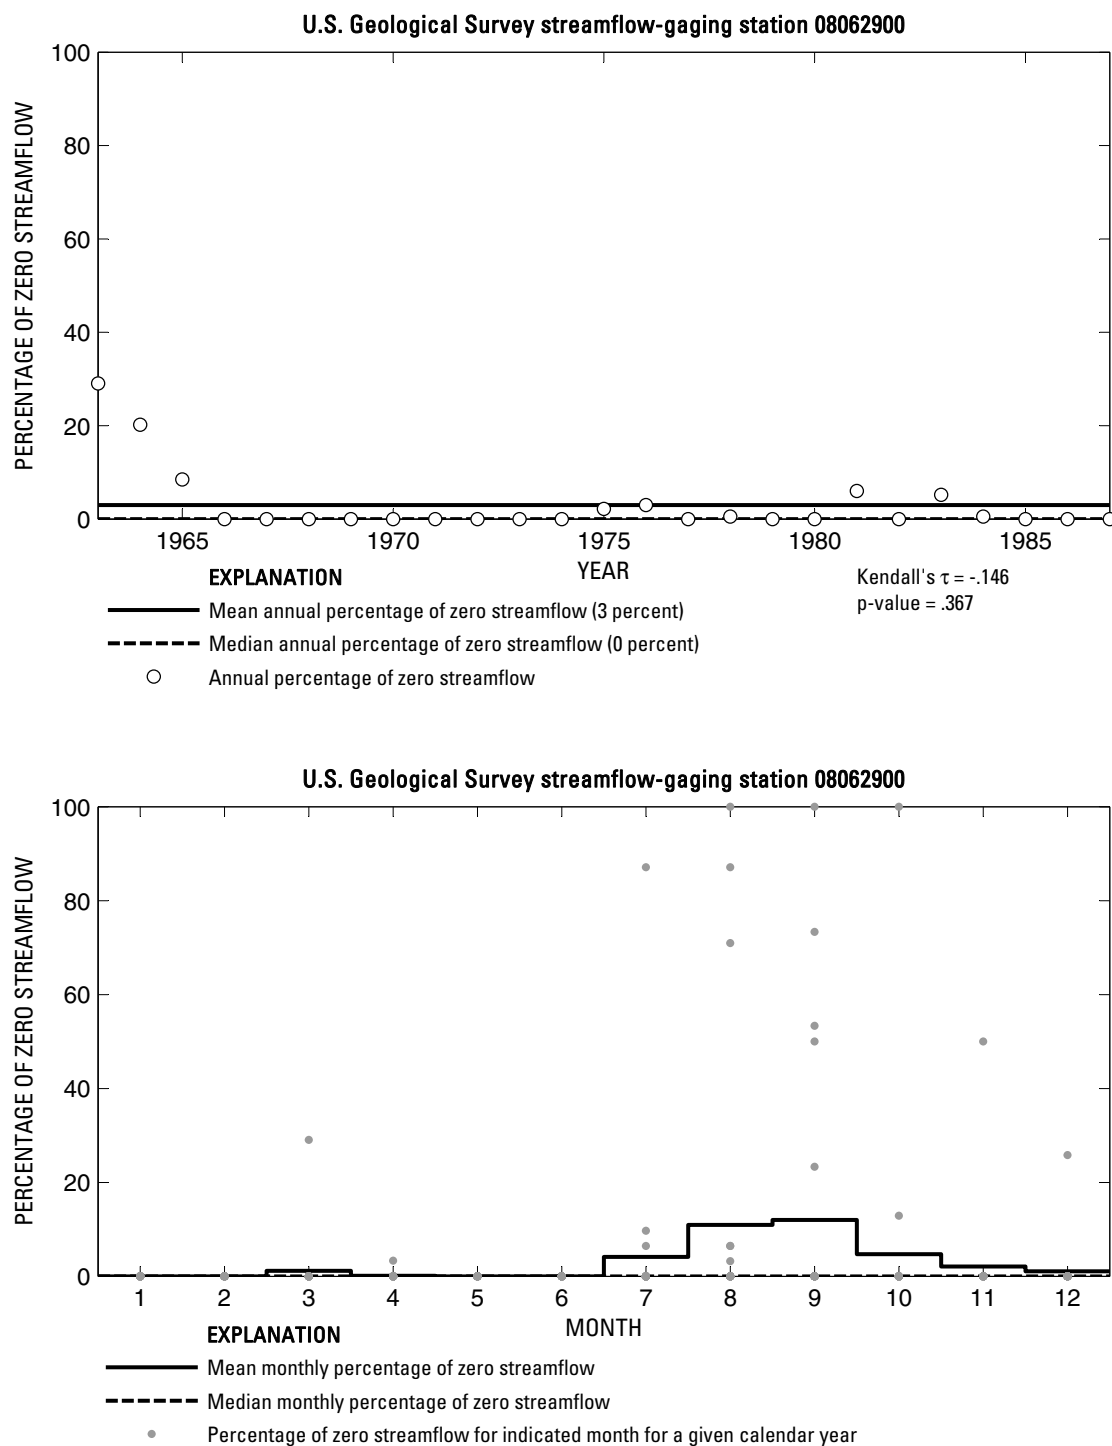 U.S. Geological Survey streamflow-gaging station 08062900
PERCENTAGE OF ZERO STREAMFLOW
100
80
60
40
20
0
1965 1970 1975 1980 1985
YEAR
Kendall's τ = -.146
p-value = .367
EXPLANATION
Mean annual percentage of zero streamflow (3 percent)
Median annual percentage of zero streamflow (0 percent)
Annual percentage of zero streamflow
U.S. Geological Survey streamflow-gaging station 08062900
PERCENTAGE OF ZERO STREAMFLOW
100
80
60
40
20
0
1 2 3 4 5 6 7 8 9 10 11 12
MONTH
EXPLANATION
Mean monthly percentage of zero streamflow
Median monthly percentage of zero streamflow
Percentage of zero streamflow for indicated month for a given calendar year